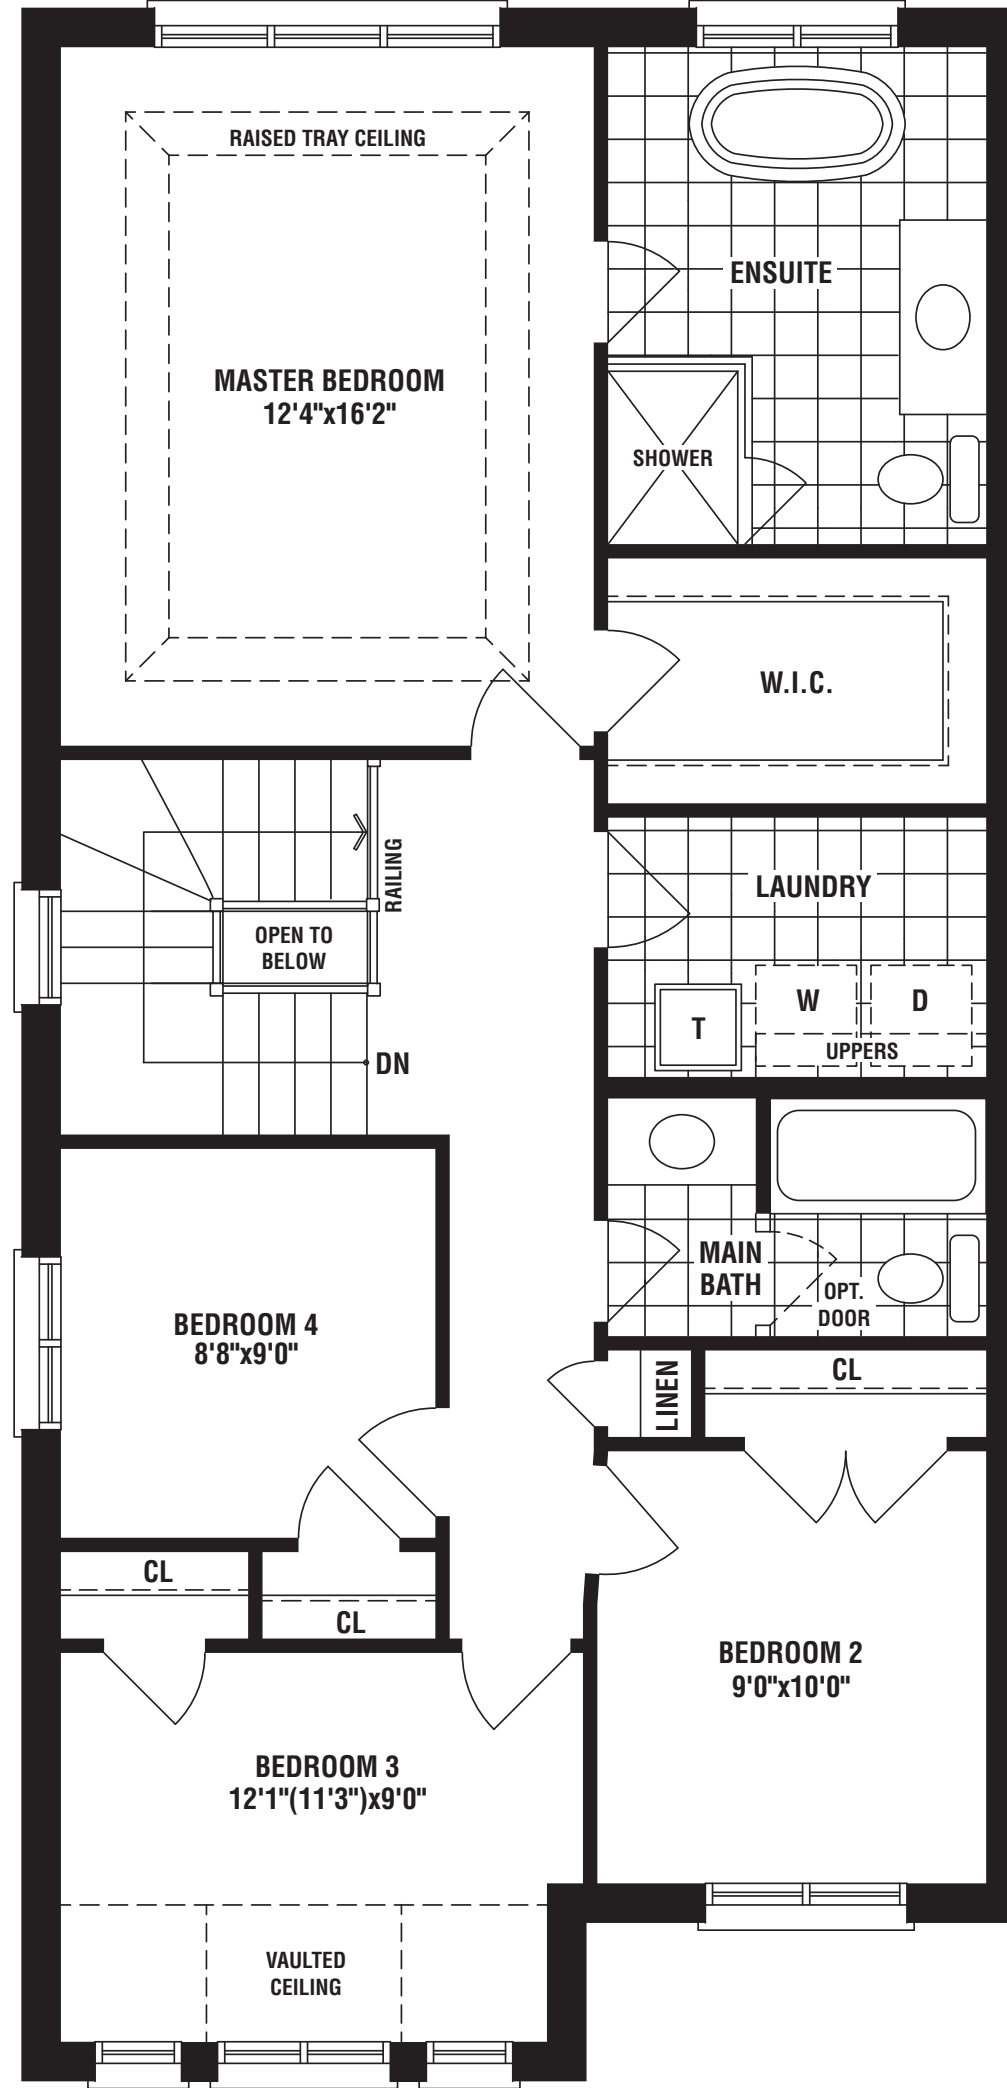 RAISED TRAY CEILING
ENSUITE
MASTER BEDROOM
12'4"x16'2"
SHOWER
W.I.C.
RAILING
LAUNDRY
OPEN TO
BELOW
W
D
T
UPPERS
DN
MAIN
BATH
OPT.
DOOR
BEDROOM 4
8'8"x9'0"
LINEN
CL
CL
CL
BEDROOM 2
9'0"x10'0"
BEDROOM 3
12'1"(11'3")x9'0"
VAULTED
CEILING